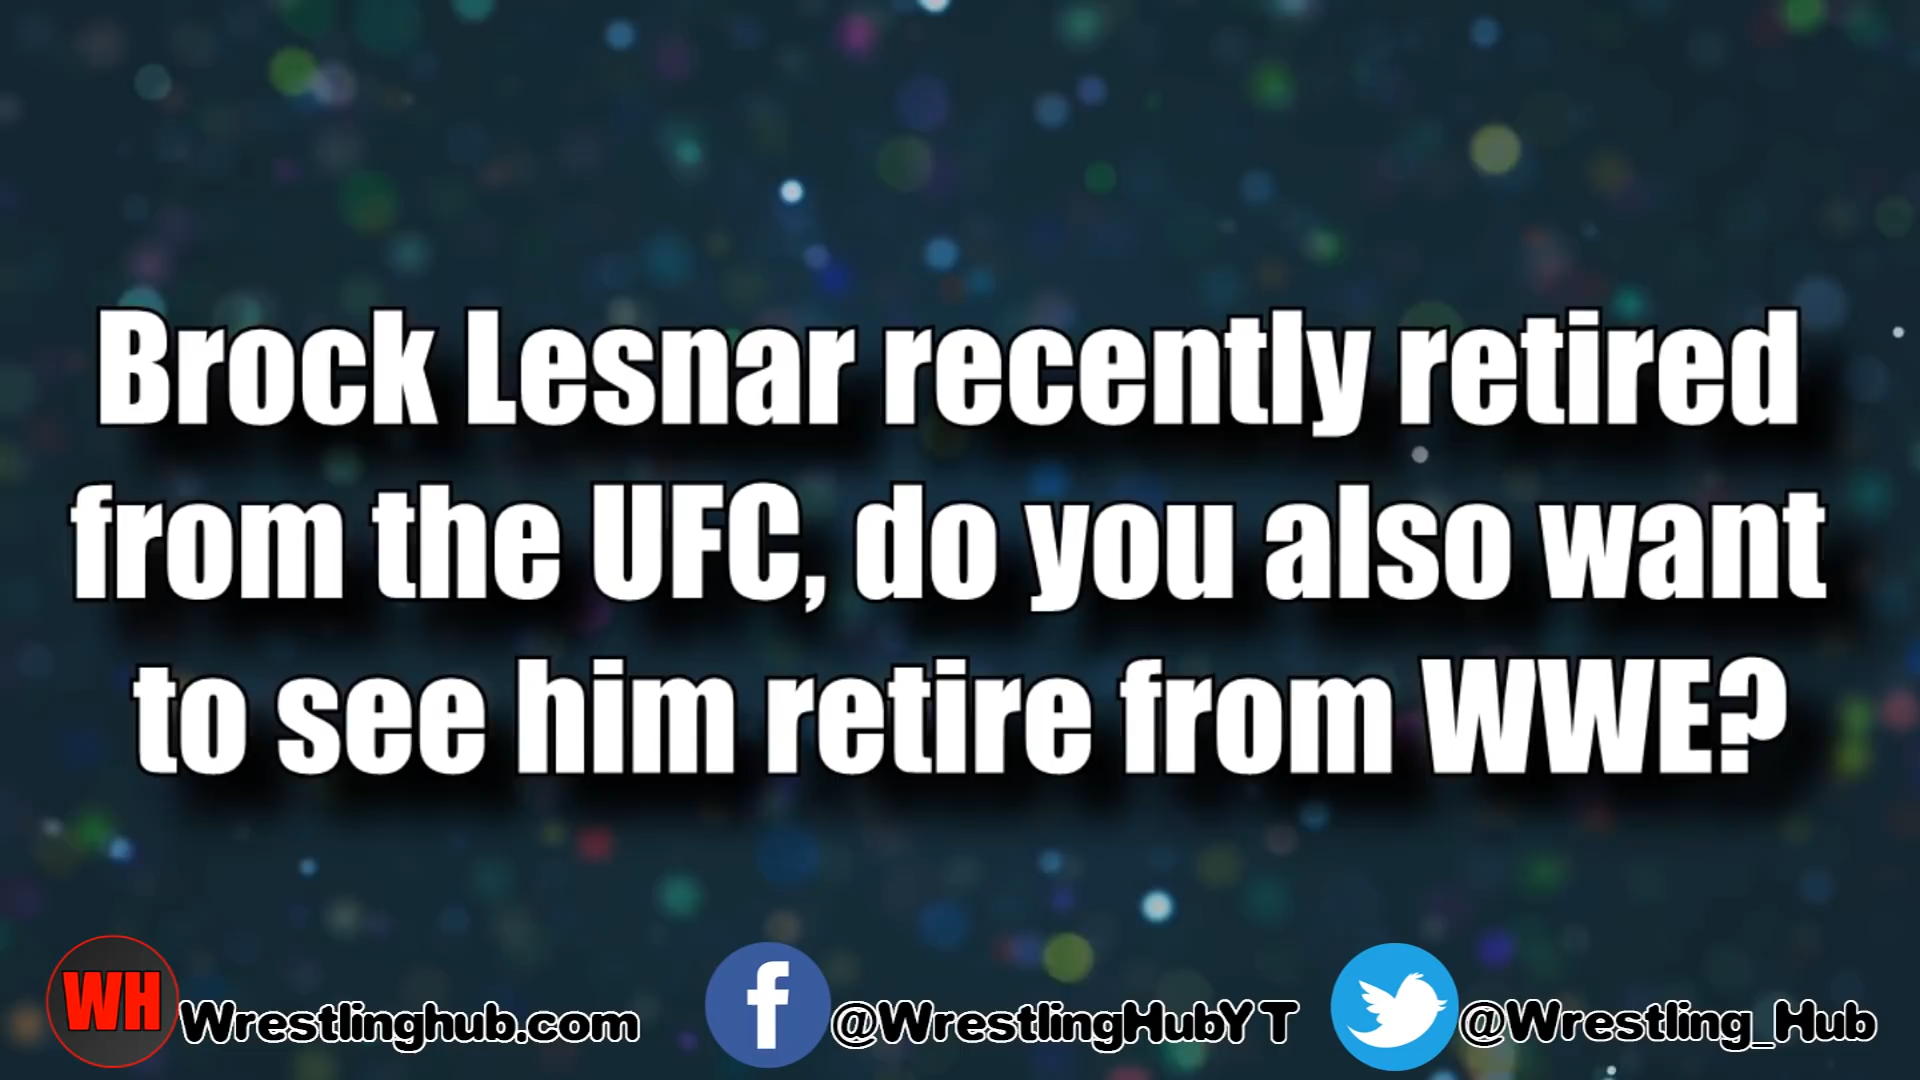 Brock Lesnar recently retired
from the UFC, do you also want
to see him retire from WWE?
WH Wrestlinghub.com f @WrestlingHubYT @Wrestling_Hub